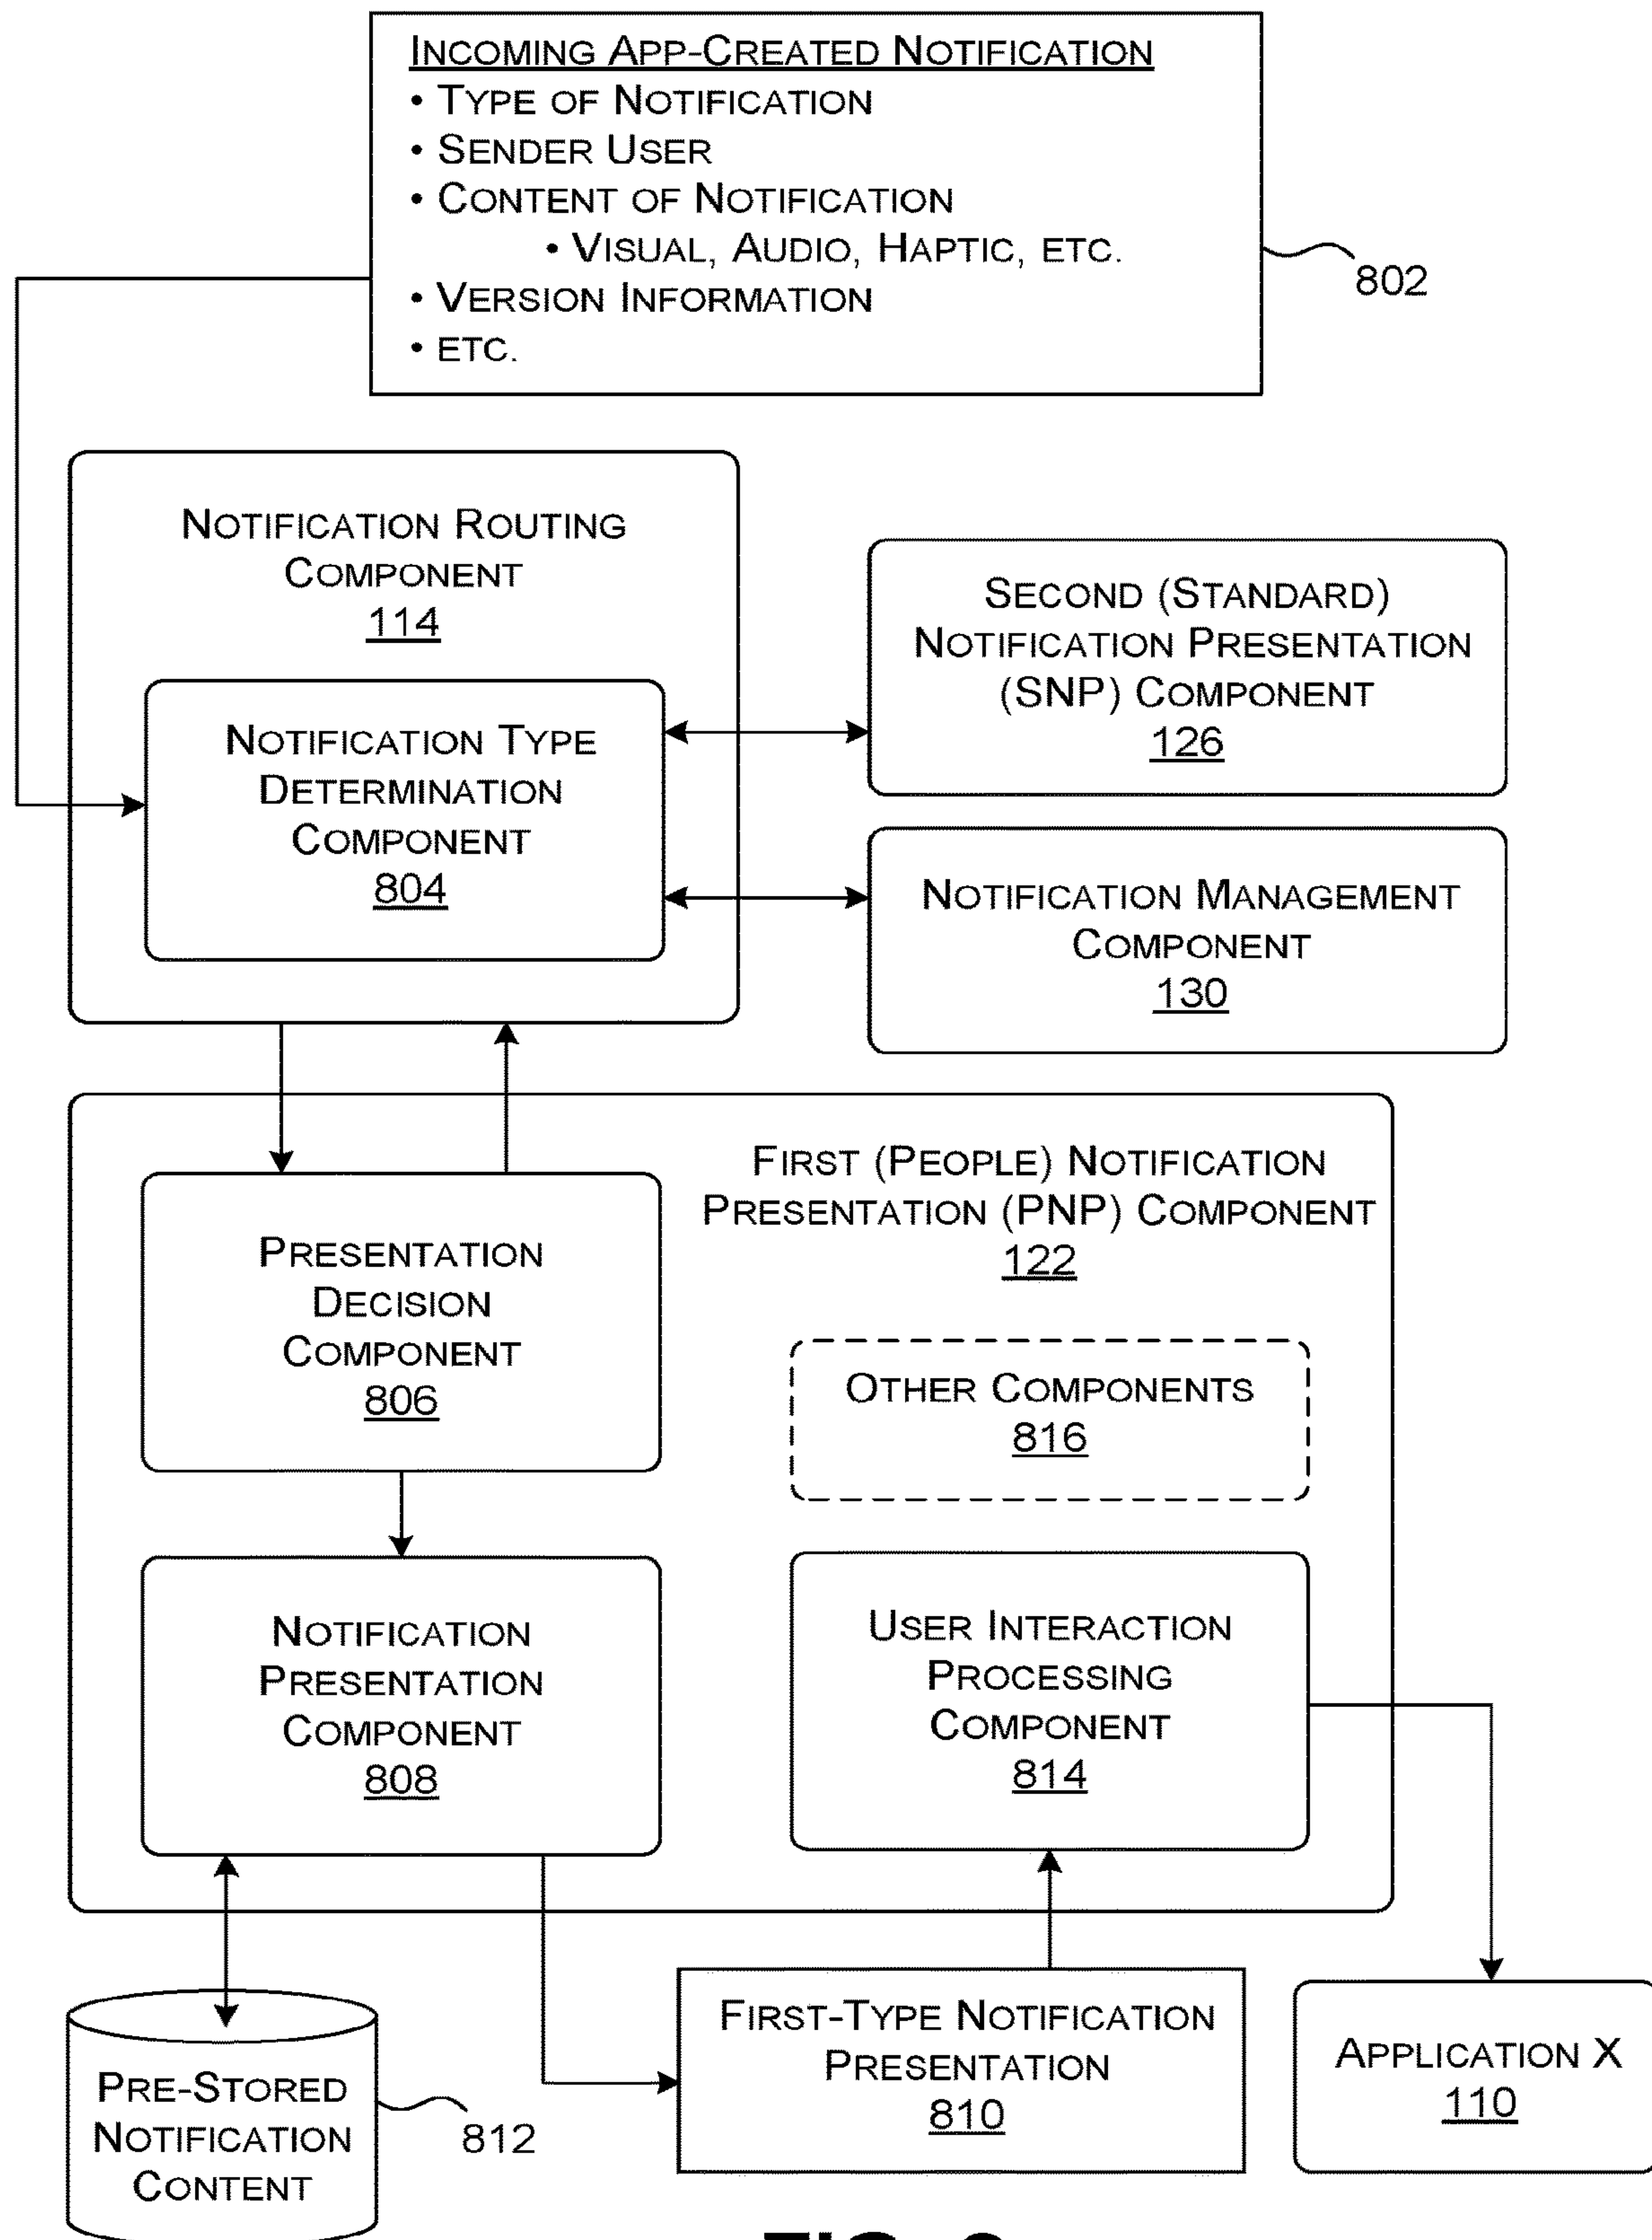 INCOMING APP-CREATED NOTIFICATION
• TYPE OF NOTIFICATION
• SENDER USER
• CONTENT OF NOTIFICATION
• VISUAL, AUDIO, HAPTIC, ETC.
• VERSION INFORMATION
• ETC.
802
NOTIFICATION ROUTING
COMPONENT
114
NOTIFICATION TYPE
DETERMINATION
COMPONENT
804
SECOND (STANDARD)
NOTIFICATION PRESENTATION
(SNP) COMPONENT
126
NOTIFICATION MANAGEMENT
COMPONENT
130
FIRST (PEOPLE) NOTIFICATION
PRESENTATION (PNP) COMPONENT
122
PRESENTATION
DECISION
COMPONENT
806
OTHER COMPONENTS
816
NOTIFICATION
PRESENTATION
COMPONENT
808
USER INTERACTION
PROCESSING
COMPONENT
814
FIRST-TYPE NOTIFICATION
PRESENTATION
810
APPLICATION X
110
PRE-STORED
NOTIFICATION
CONTENT
812